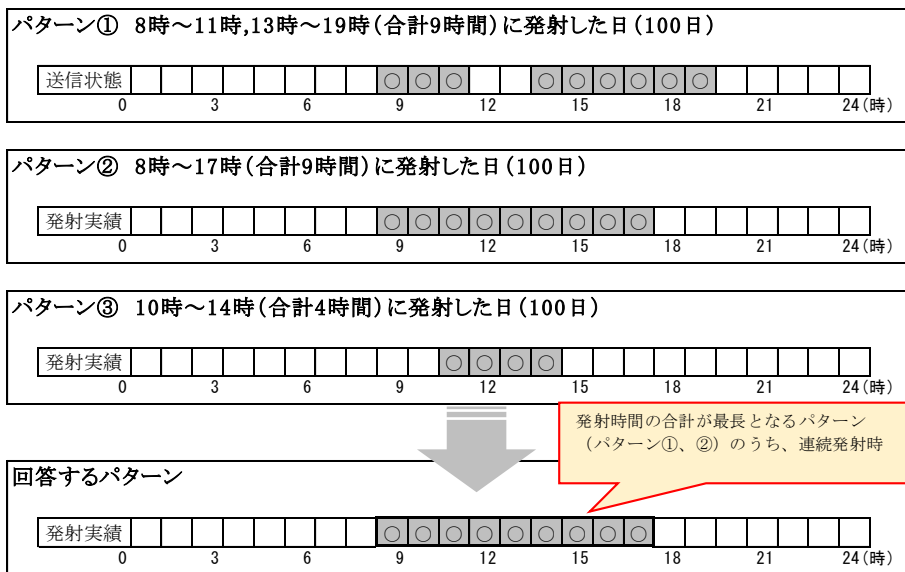 パターン① 8時～11時,13時～19時(合計9時間)に発射した日(100日)
送信状態 ○ ○ ○ ○ ○ ○ ○ ○ ○
0 3 6 9 12 15 18 21 24(時)
パターン② 8時～17時(合計9時間)に発射した日(100日)
発射実績 ○ ○ ○ ○ ○ ○ ○ ○ ○
0 3 6 9 12 15 18 21 24(時)
パターン③ 10時～14時(合計4時間)に発射した日(100日)
発射実績 ○ ○ ○ ○
0 3 6 9 12 15 18 21 24(時)
発射時間の合計が最長となるパターン
(パターン①、②)のうち、連続発射時
回答するパターン
発射実績 ○ ○ ○ ○ ○ ○ ○ ○ ○
0 3 6 9 12 15 18 21 24(時)